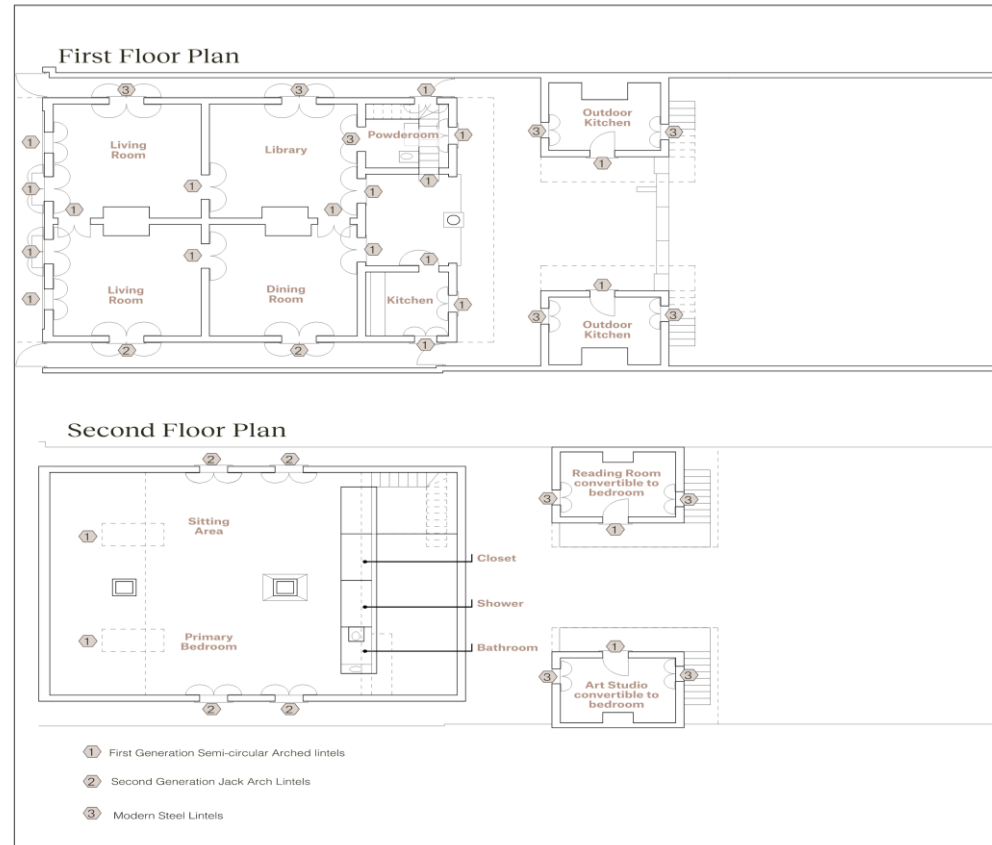 First Floor Plan
3
3
1
1
Living
Room
Library
3
Powderoom
1
Outdoor
Kitchen
3
3
1
1
1
1
1
1
1
1
1
1
1
1
Living
Room
Dining
Room
Kitchen
1
1
1
3
Outdoor
Kitchen
3
2
2
1
Second Floor Plan
2
2
Sitting
Area
1
Reading Room
convertible to
bedroom
3
3
1
Closet
Shower
1
Primary
Bedroom
Bathroom
1
3
Art Studio
convertible to
bedroom
3
2
2
1 First Generation Semi-circular Arched lintels
2 Second Generation Jack Arch Lintels
3 Modern Steel Lintels